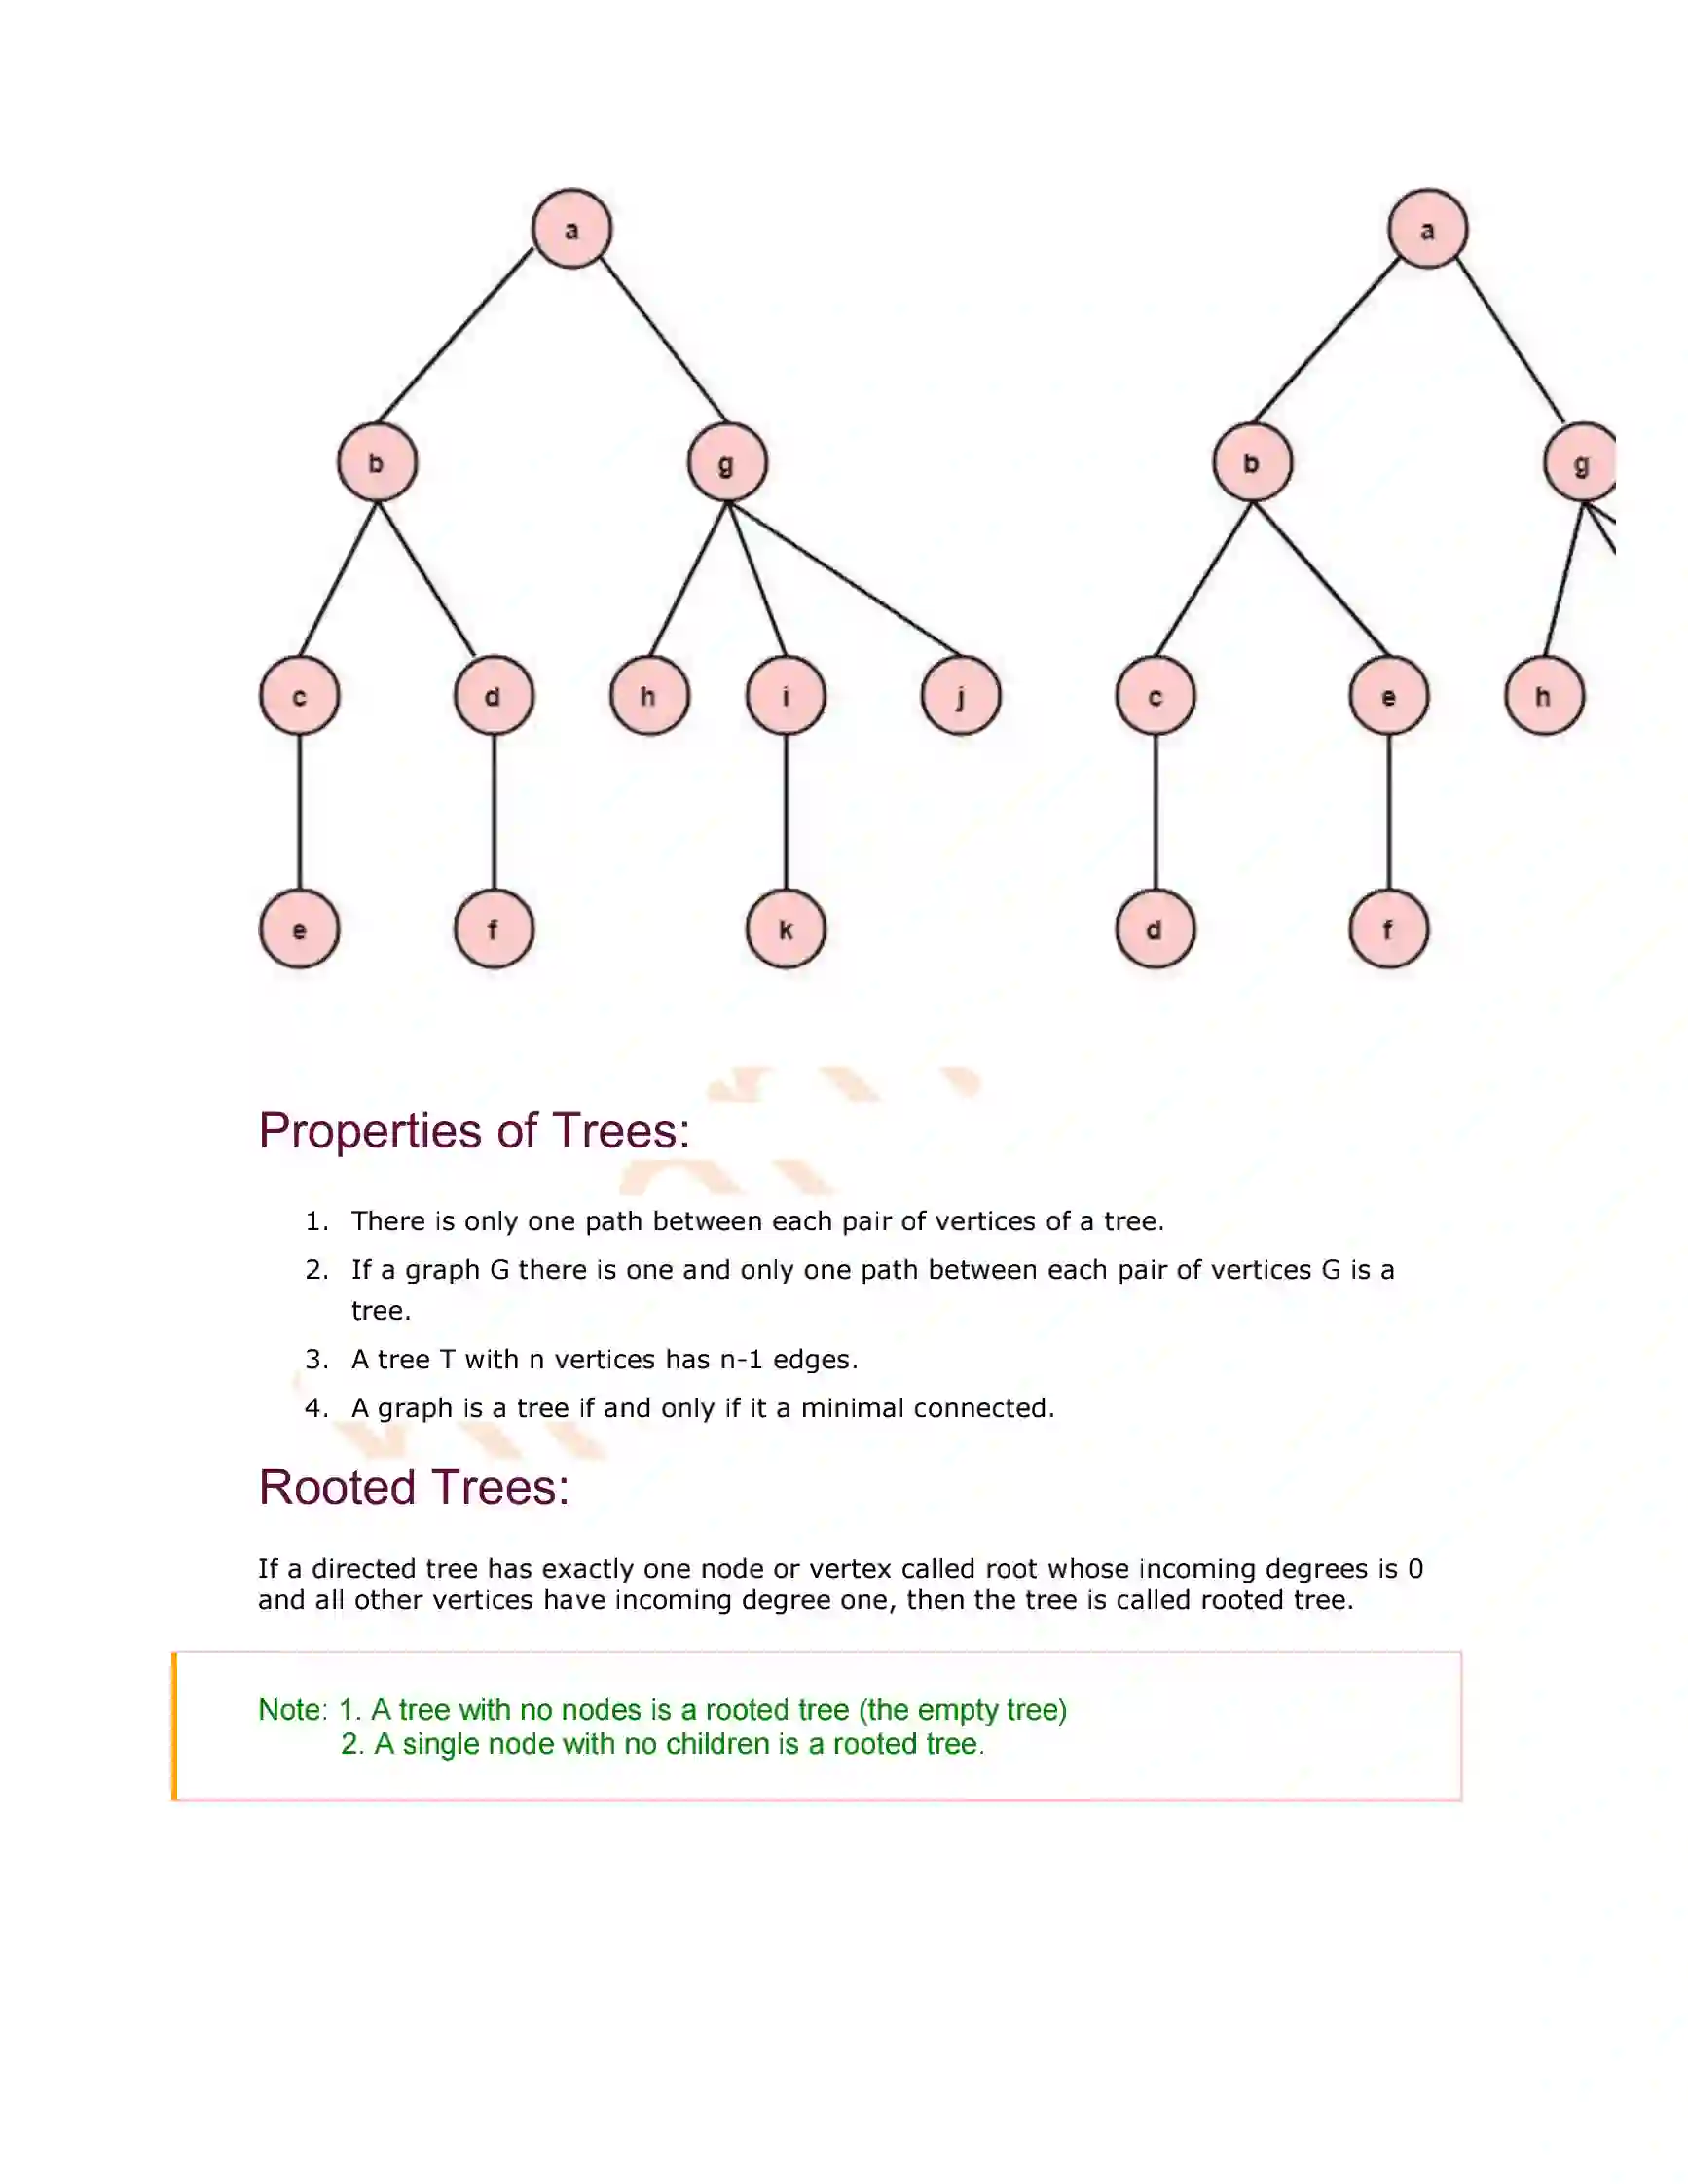 a a
b g b g
c d h i j c e h
e f k d f
Properties of Trees:
1. There is only one path between each pair of vertices of a tree.
2. If a graph G there is one and only one path between each pair of vertices G is a
tree.
3. A tree T with n vertices has n-1 edges.
4. A graph is a tree if and only if it a minimal connected.
Rooted Trees:
If a directed tree has exactly one node or vertex called root whose incoming degrees is 0
and all other vertices have incoming degree one, then the tree is called rooted tree.
Note: 1. A tree with no nodes is a rooted tree (the empty tree)
2. A single node with no children is a rooted tree.